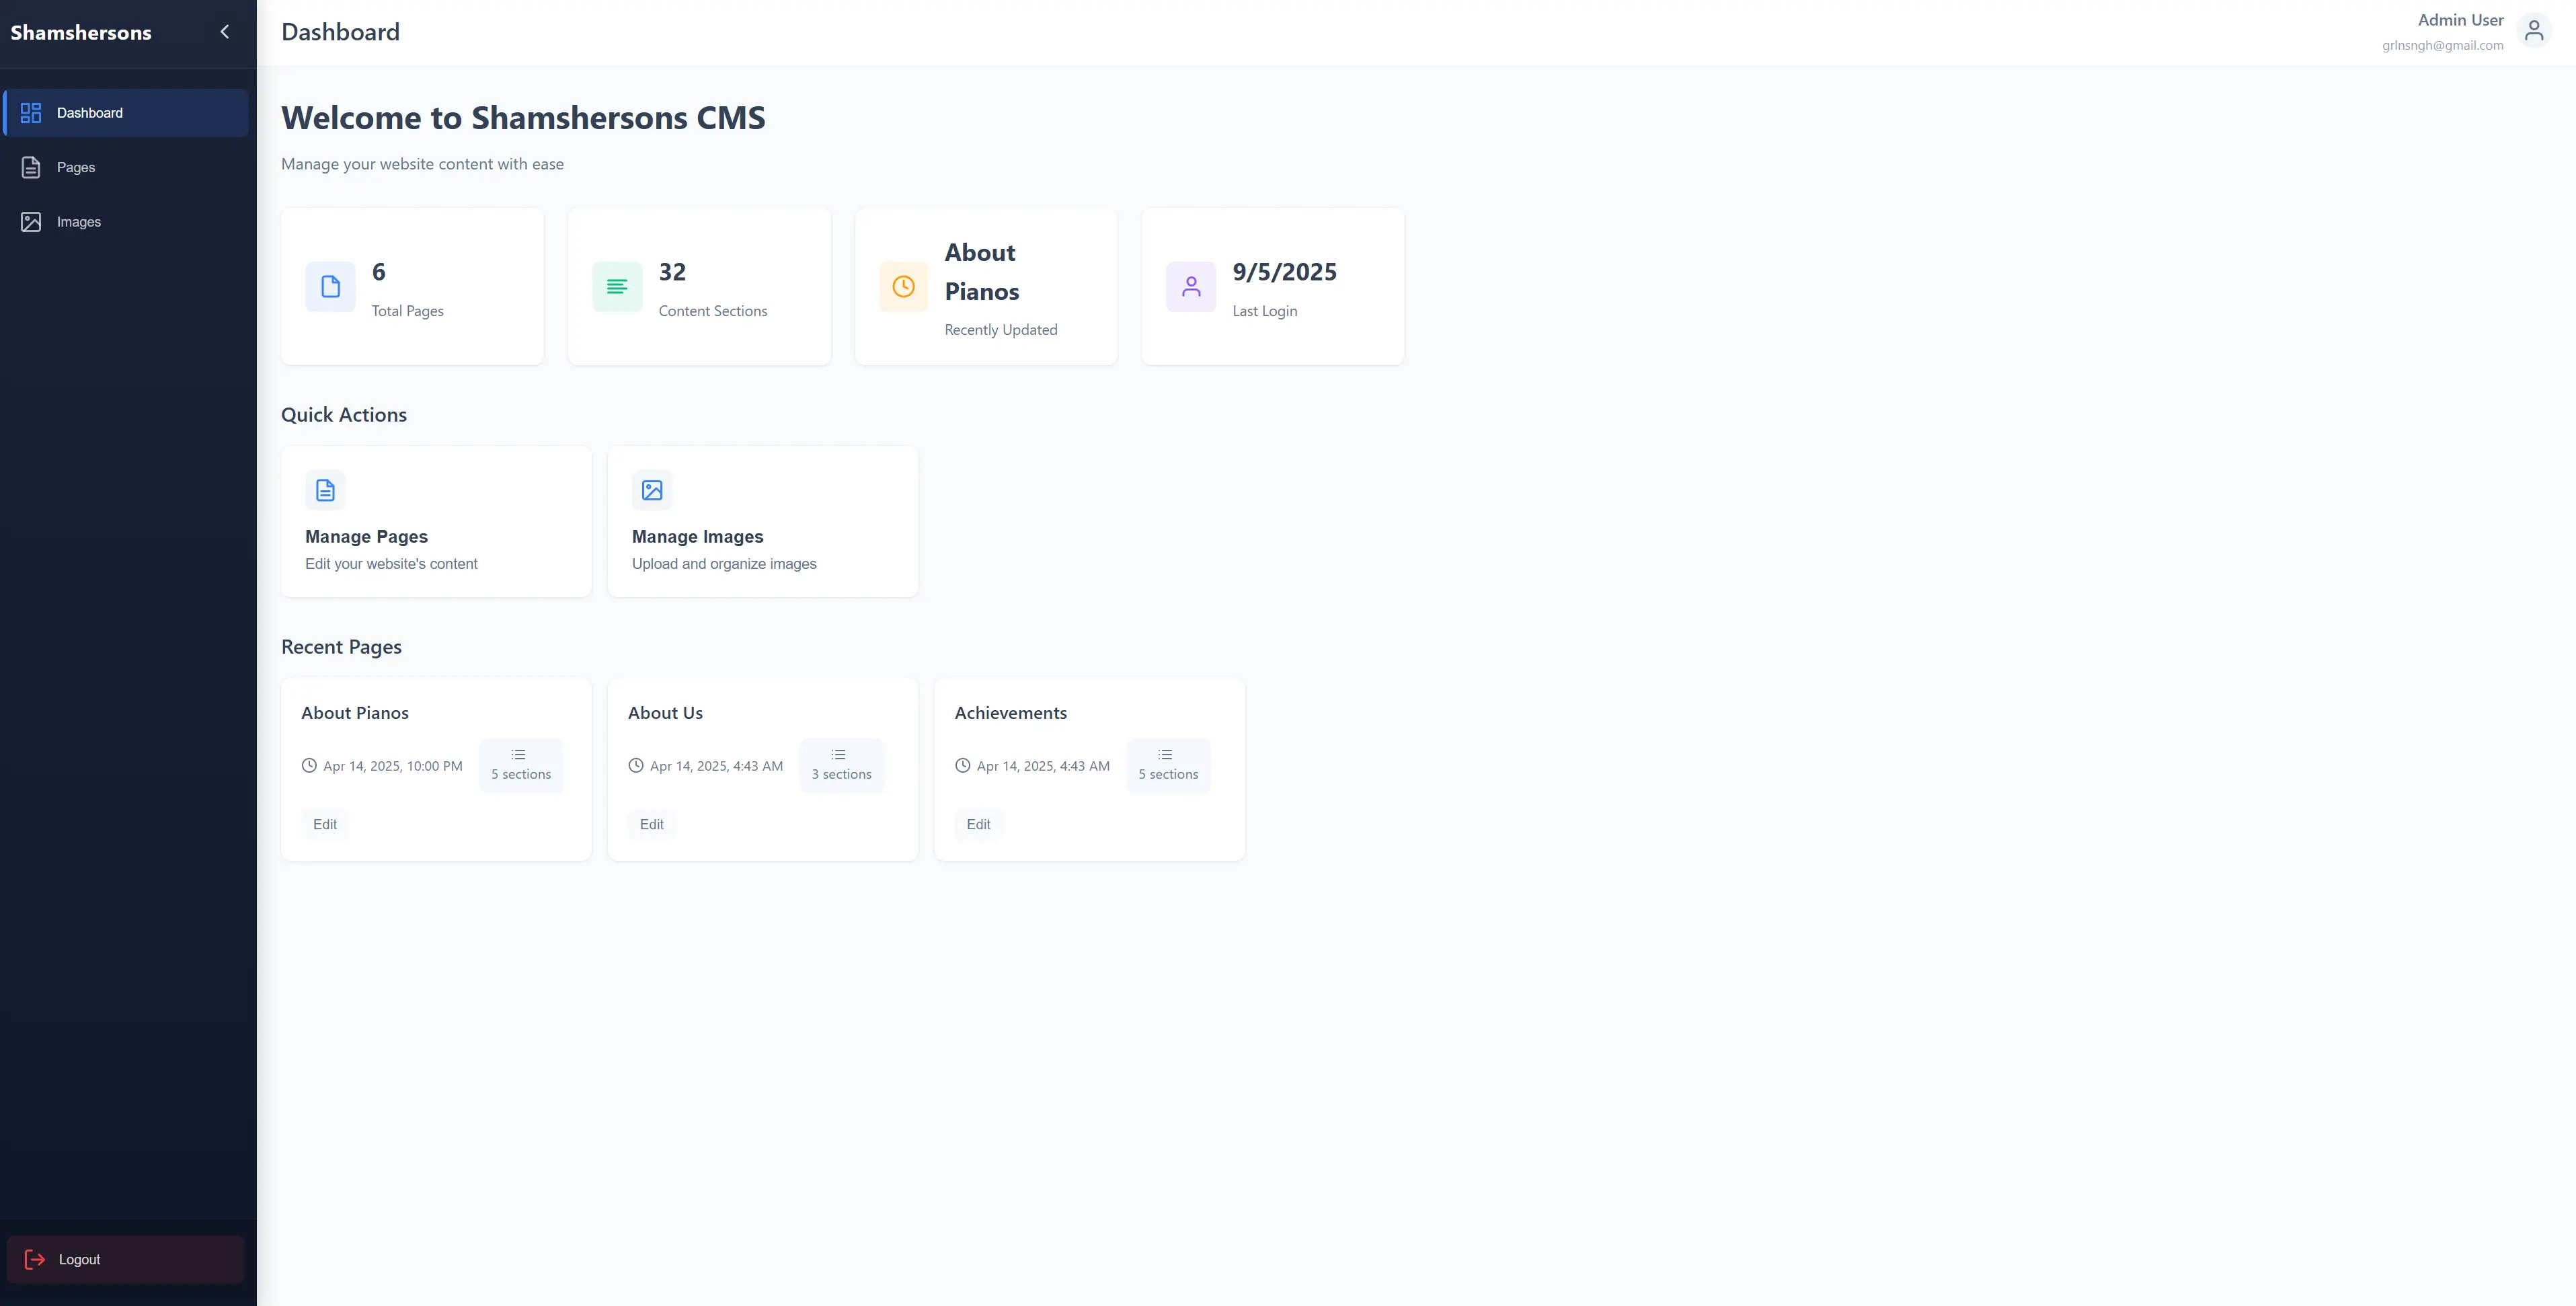 Shamshersons
Dashboard
Pages
Images
Logout
Dashboard
Admin User
grlnsngh@gmail.com
Welcome to Shamshersons CMS
Manage your website content with ease
6
Total Pages
32
Content Sections
About
Pianos
Recently Updated
9/5/2025
Last Login
Quick Actions
Manage Pages
Edit your website's content
Manage Images
Upload and organize images
Recent Pages
About Pianos
Apr 14, 2025, 10:00 PM
5 sections
Edit
About Us
Apr 14, 2025, 4:43 AM
3 sections
Edit
Achievements
Apr 14, 2025, 4:43 AM
5 sections
Edit